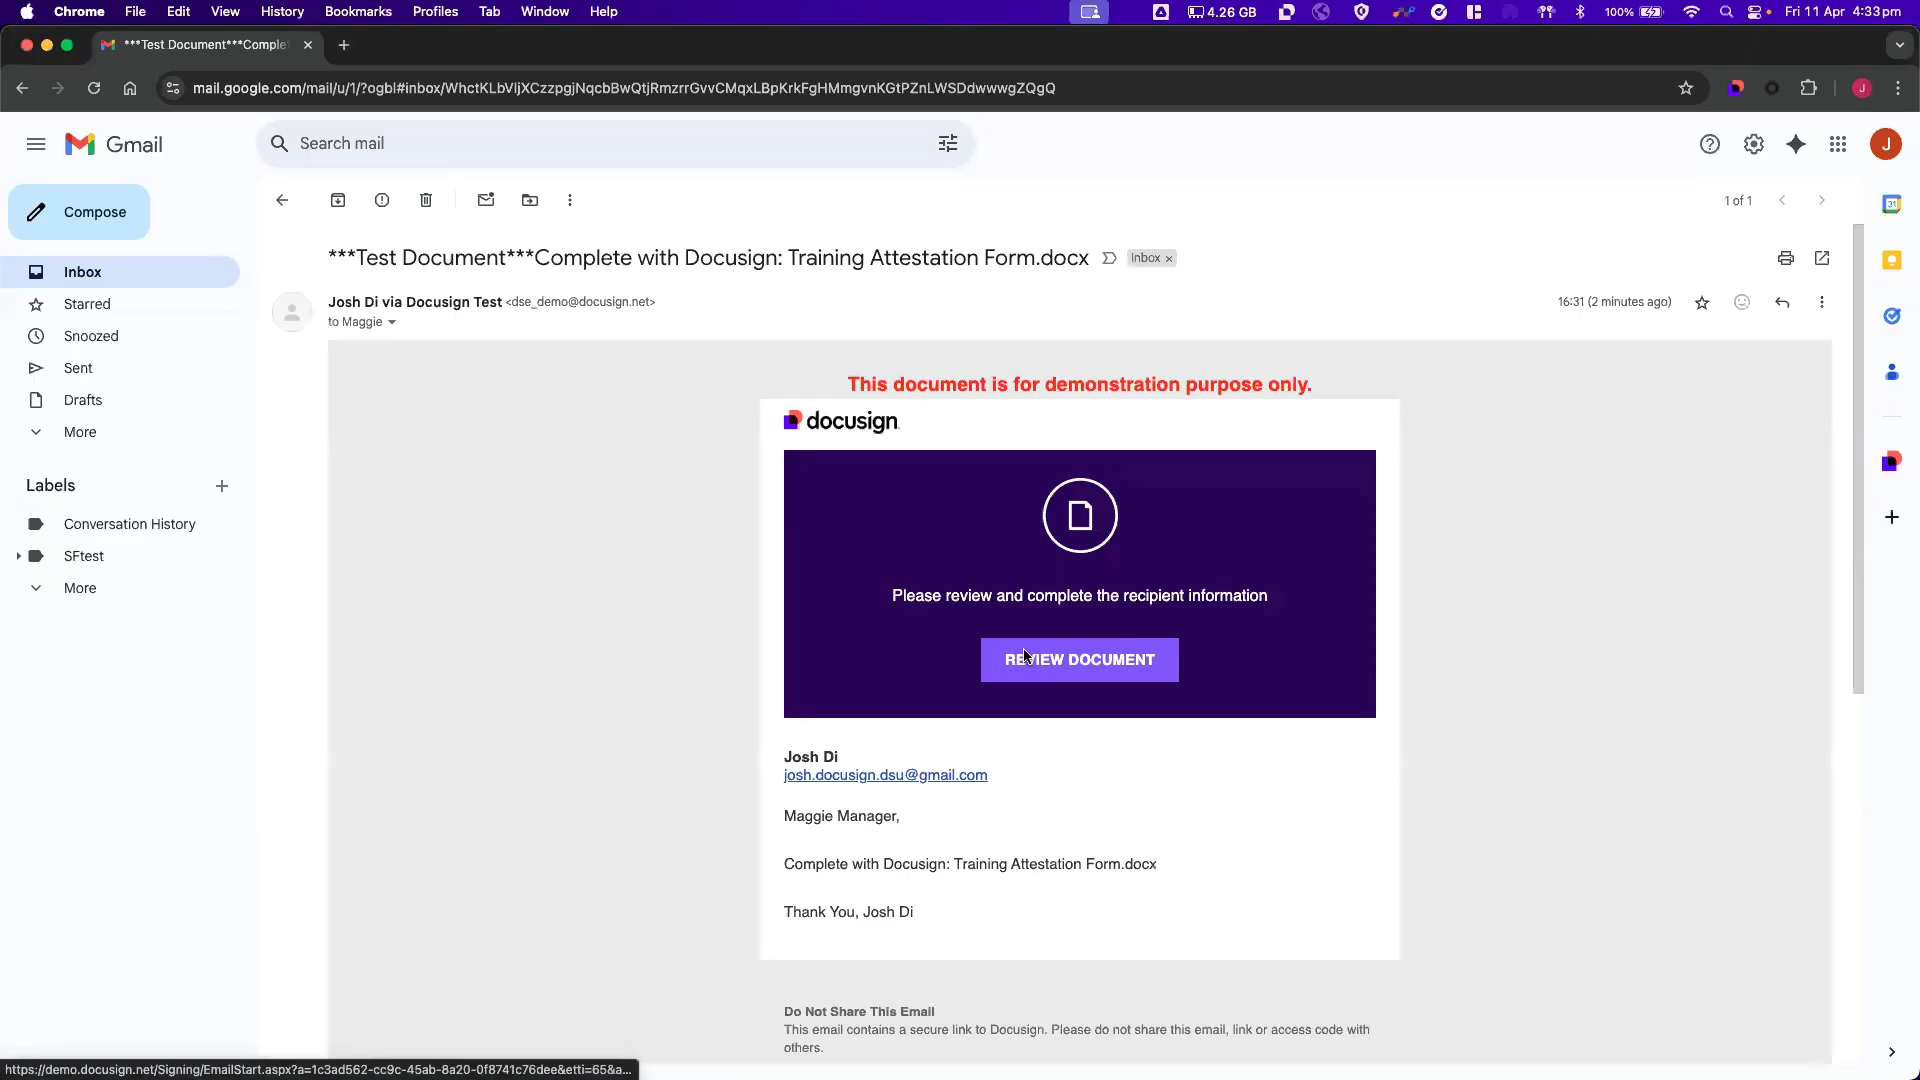 Chrome File Edit View History Bookmarks Profiles Tab Window Help
4.26 GB 100% Fri 11 Apr 4:33 pm
***Test Document***Comple
mail.google.com/mail/u/1/?ogbl#inbox/WhctKLbVljXCzzpgjNqcbBwQtjRmzrrGvvCMqxLBpKrkFgHMmgvnKGtPZnLWSDdwwwgZQgQ
J
Gmail
Search mail
J
Compose
1 of 1
31
***Test Document***Complete with Docusign: Training Attestation Form.docx
Inbox ×
Inbox
Starred
Snoozed
Sent
Drafts
More
Labels
Conversation History
SFtest
More
Josh Di via Docusign Test <dse_demo@docusign.net>
16:31 (2 minutes ago)
to Maggie
This document is for demonstration purpose only.
docusign
Please review and complete the recipient information
REVIEW DOCUMENT
Josh Di
josh.docusign.dsu@gmail.com
Maggie Manager,
Complete with Docusign: Training Attestation Form.docx
Thank You, Josh Di
Do Not Share This Email
This email contains a secure link to Docusign. Please do not share this email, link or access code with
others.
https://demo.docusign.net/Signing/EmailStart.aspx?a=1c3ad562-cc9c-45ab-8a20-0f8741c76dee&etti=65&a...